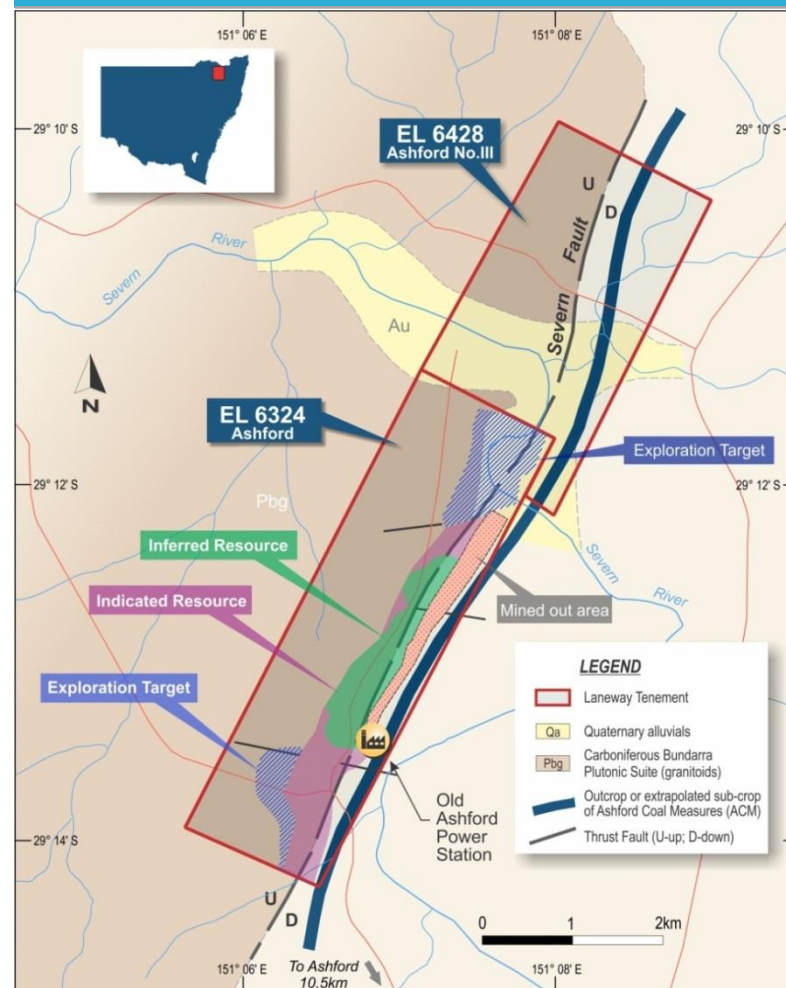 151° 06' E
151° 08' E
29° 10' S
29° 10' S
EL 6428
Ashford No.III
U
D
Severn Fault
Severn River
Au
N
EL 6324
Ashford
Exploration Target
29° 12' S
29° 12' S
Pbg
Inferred Resource
Severn River
Indicated Resource
Mined out area
Exploration Target
LEGEND
Laneway Tenement
Qa
Quaternary alluvials
Pbg
Carboniferous Bundarra
Plutonic Suite (granitoids)
Outcrop or extrapolated sub-crop
of Ashford Coal Measures (ACM)
Thrust Fault (U-up; D-down)
Old
Ashford
Power
Station
29° 14' S
29° 14' S
U
D
0 1 2km
151° 06' E
151° 08' E
To Ashford
10.5km